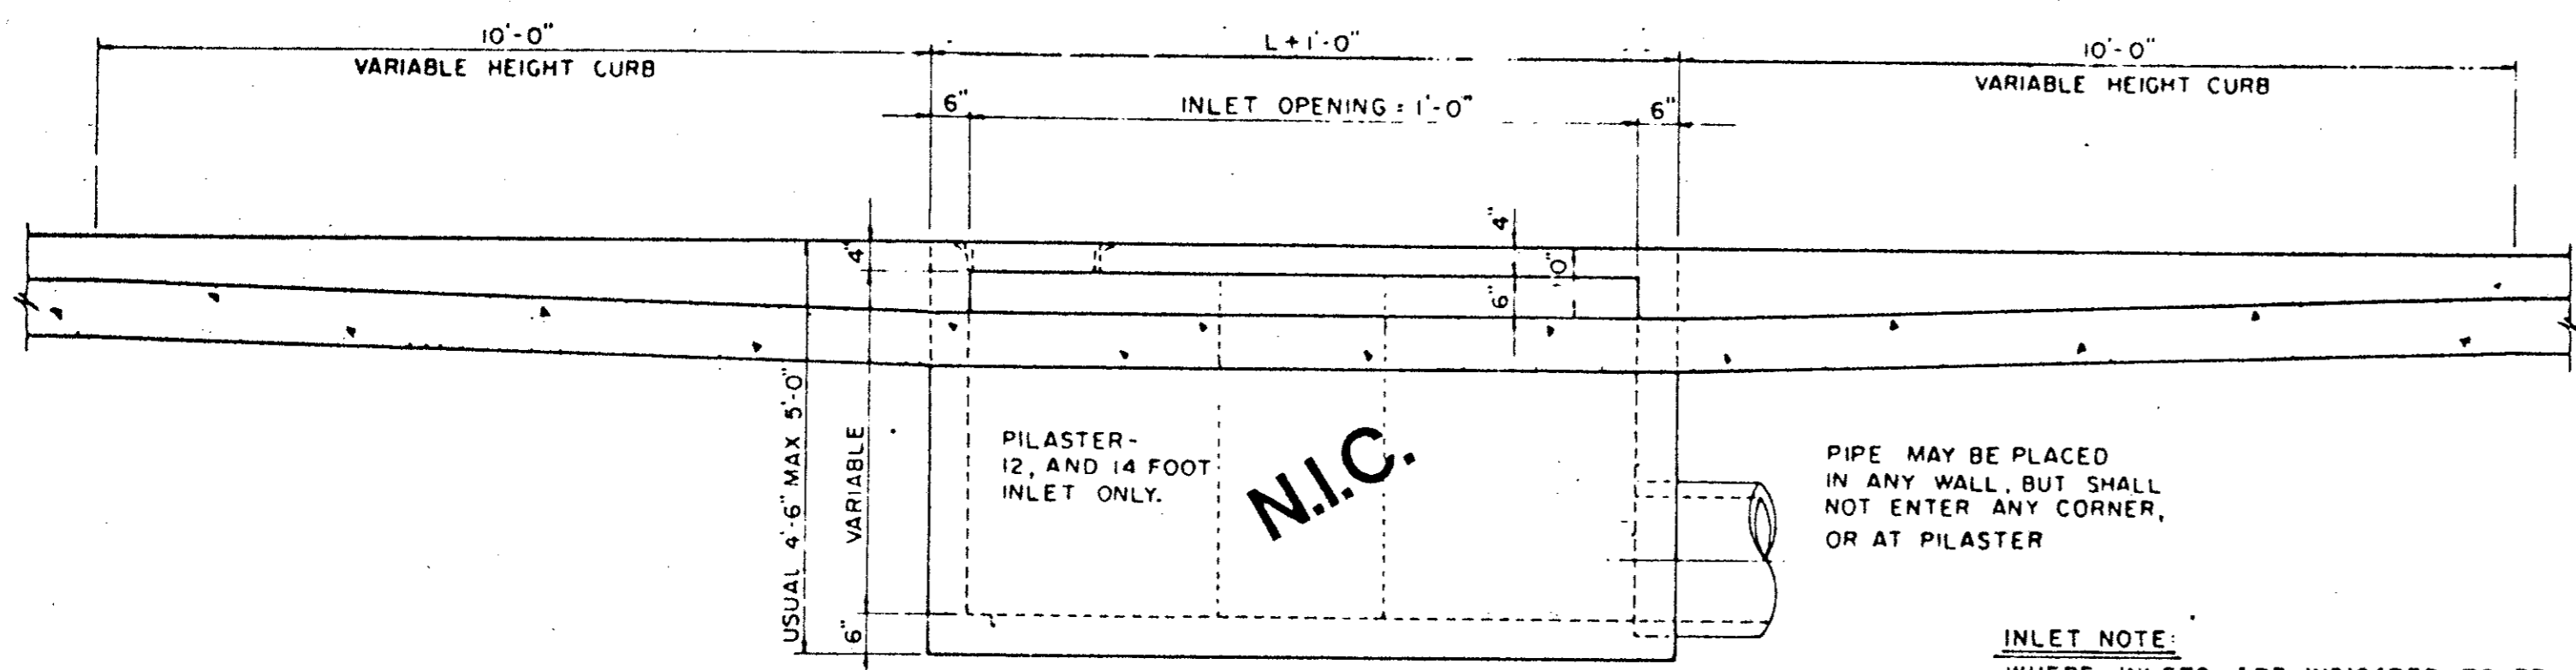 10'-0"
L + 1'-0"
10'-0"
VARIABLE HEIGHT CURB
VARIABLE HEIGHT CURB
6"
INLET OPENING = 1'-0"
6"
4"
4"
6"
USUAL 4'-6" MAX 5'-0"
VARIABLE
6"
PILASTER-
12, AND 14 FOOT
INLET ONLY.
N.I.C.
PIPE MAY BE PLACED
IN ANY WALL, BUT SHALL
NOT ENTER ANY CORNER,
OR AT PILASTER
INLET NOTE: